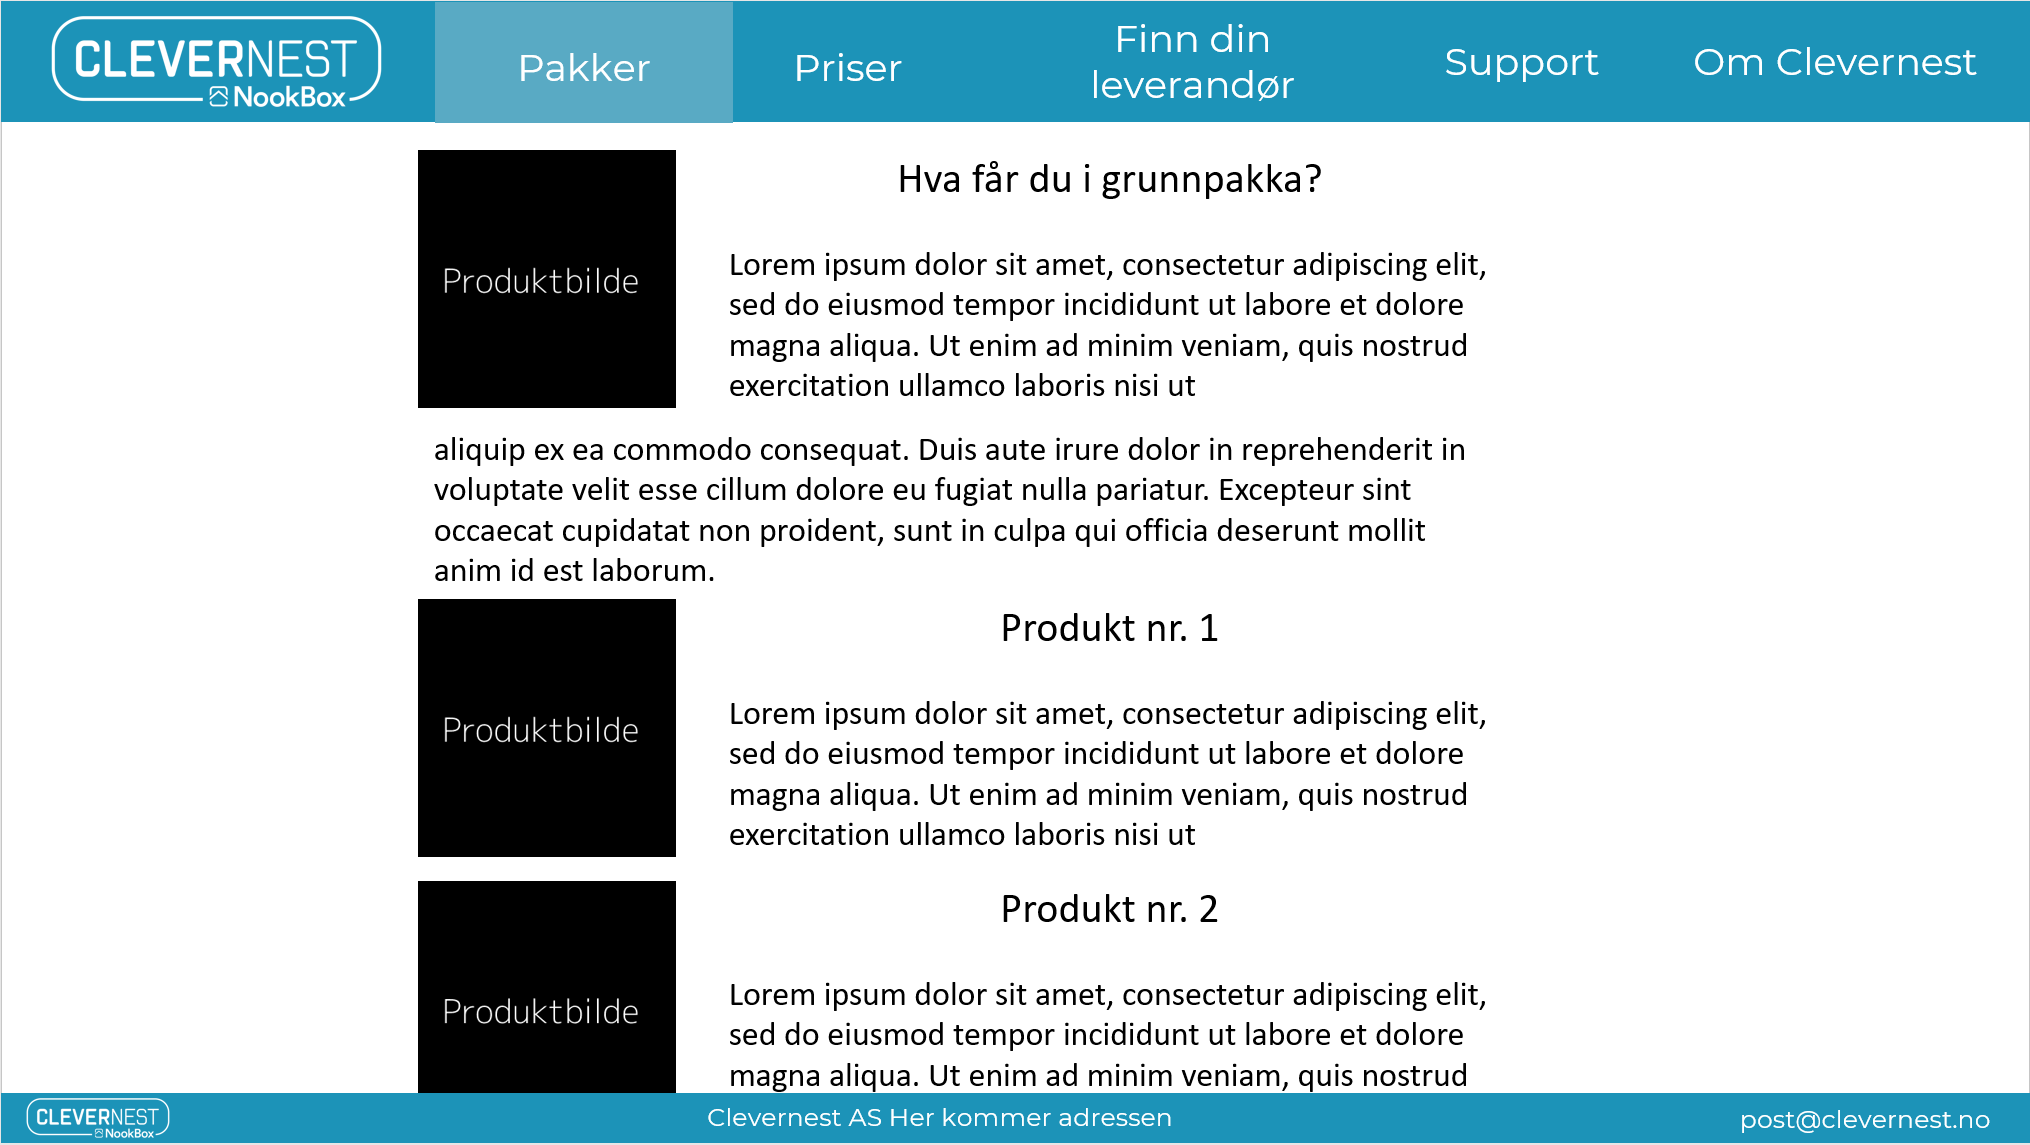 CLEVERNEST
NookBox
Pakker
Priser
Finn din
leverandør
Support
Om Clevernest
Produktbilde
Hva får du i grunnpakka?
Lorem ipsum dolor sit amet, consectetur adipiscing elit,
sed do eiusmod tempor incididunt ut labore et dolore
magna aliqua. Ut enim ad minim veniam, quis nostrud
exercitation ullamco laboris nisi ut
aliquip ex ea commodo consequat. Duis aute irure dolor in reprehenderit in
voluptate velit esse cillum dolore eu fugiat nulla pariatur. Excepteur sint
occaecat cupidatat non proident, sunt in culpa qui officia deserunt mollit
anim id est laborum.
Produktbilde
Produkt nr. 1
Lorem ipsum dolor sit amet, consectetur adipiscing elit,
sed do eiusmod tempor incididunt ut labore et dolore
magna aliqua. Ut enim ad minim veniam, quis nostrud
exercitation ullamco laboris nisi ut
Produktbilde
Produkt nr. 2
Lorem ipsum dolor sit amet, consectetur adipiscing elit,
sed do eiusmod tempor incididunt ut labore et dolore
magna aliqua. Ut enim ad minim veniam, quis nostrud
CLEVERNEST
NookBox
Clevernest AS Her kommer adressen
post@clevernest.no